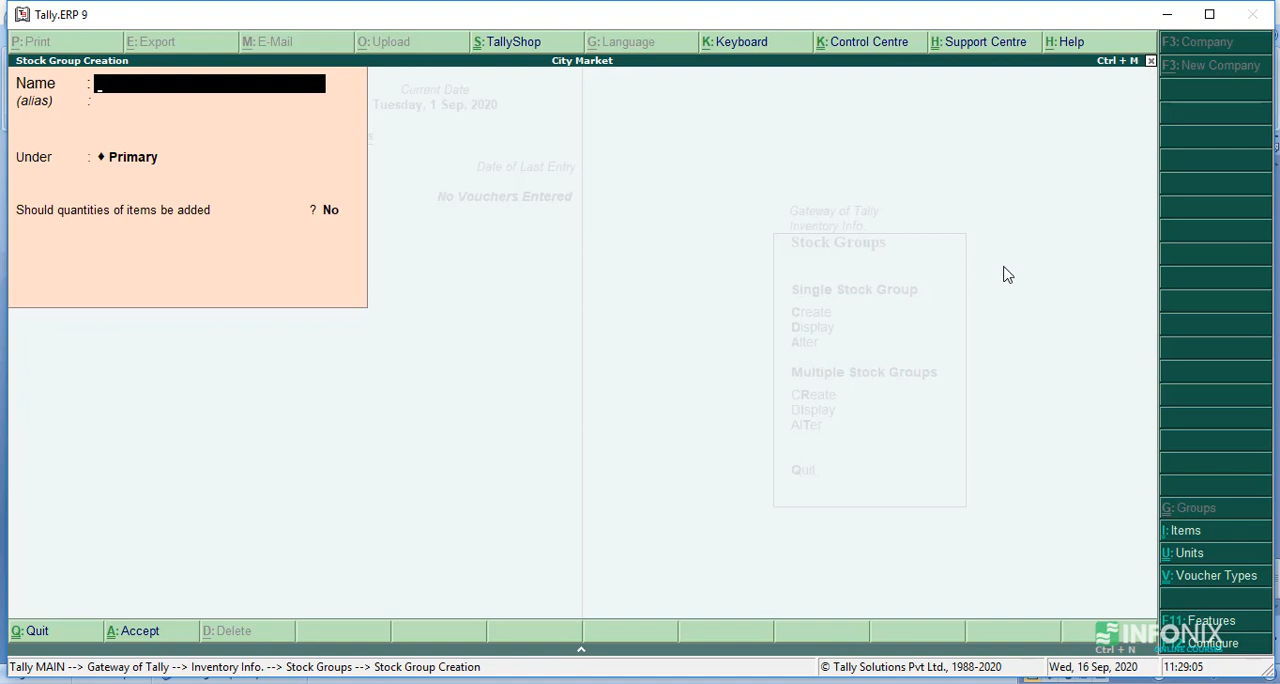 Tally.ERP 9
P: Print E: Export M: E-Mail O: Upload S: TallyShop G: Language K: Keyboard K: Control Centre H: Support Centre H: Help
F3: Company
F3: New Company
Stock Group Creation City Market Ctrl + M
Name :
(alias) :
Under : ♦ Primary
Should quantities of items be added ? No
Current Date
Tuesday, 1 Sep, 2020
Date of Last Entry
No Vouchers Entered
Gateway of Tally
Inventory Info.
Stock Groups
Single Stock Group
Create
Display
Alter
Multiple Stock Groups
CReate
DIsplay
AlTer
Quit
G: Groups
I: Items
U: Units
V: Voucher Types
F11: Features
Configure
INFONIX
ONLINE COURSES
Q: Quit A: Accept D: Delete
Ctrl + N
Tally MAIN --> Gateway of Tally --> Inventory Info. --> Stock Groups --> Stock Group Creation © Tally Solutions Pvt Ltd., 1988-2020 Wed, 16 Sep, 2020 11:29:05